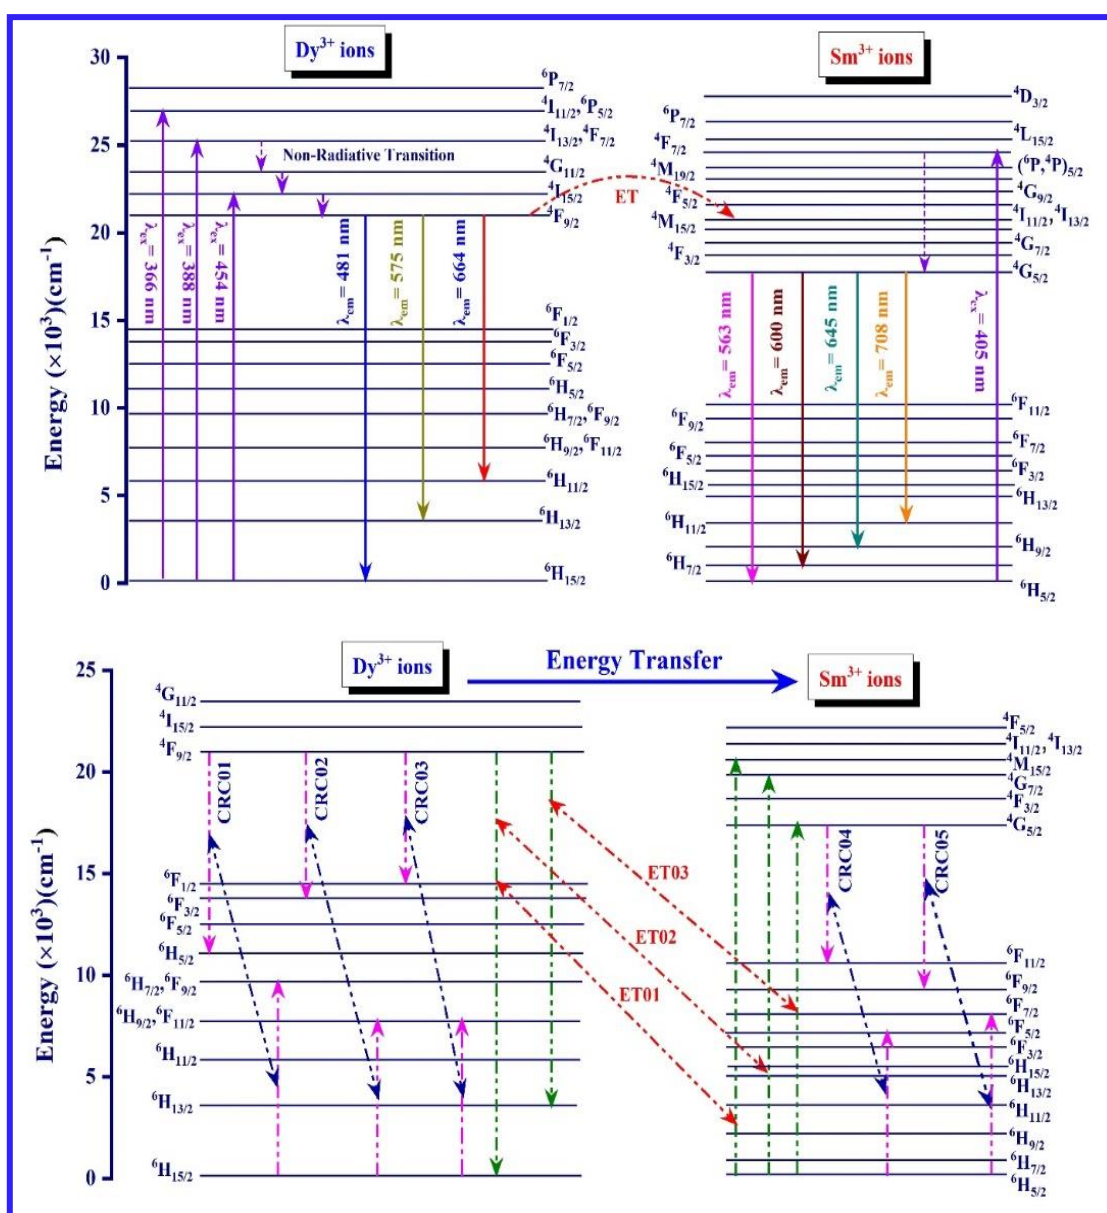 Dy³⁺ ions
Sm³⁺ ions
Energy (×10³)(cm⁻¹)
30
25
20
15
10
5
0
⁶P₇/₂
⁴I₁₁/₂,⁶P₅/₂
⁴I₁₃/₂,⁴F₇/₂
Non-Radiative Transition
⁴G₁₁/₂
⁴I₁₅/₂
⁴F₉/₂
ET
λₑₓ= 366 nm
λₑₓ= 388 nm
λₑₓ= 454 nm
λₑₘ= 481 nm
λₑₘ= 575 nm
λₑₘ= 664 nm
⁶F₁/₂
⁶F₃/₂
⁶F₅/₂
⁶H₅/₂
⁶H₇/₂,⁶F₉/₂
⁶H₉/₂,⁶F₁₁/₂
⁶H₁₁/₂
⁶H₁₃/₂
⁶H₁₅/₂
⁶P₇/₂
⁴F₇/₂
⁴M₁₉/₂
⁴F₅/₂
⁴M₁₅/₂
⁴F₃/₂
⁴D₃/₂
⁴L₁₅/₂
(⁶P,⁴P)₅/₂
⁴G₉/₂
⁴I₁₁/₂, ⁴I₁₃/₂
⁴G₇/₂
⁴G₅/₂
λₑₘ= 563 nm
λₑₘ= 600 nm
λₑₘ= 645 nm
λₑₘ= 708 nm
λₑₓ= 405 nm
⁶F₉/₂
⁶F₅/₂
⁶H₁₅/₂
⁶H₁₁/₂
⁶H₇/₂
⁶F₁₁/₂
⁶F₇/₂
⁶F₃/₂
⁶H₁₃/₂
⁶H₉/₂
⁶H₅/₂
Dy³⁺ ions
Energy Transfer
Sm³⁺ ions
Energy (×10³)(cm⁻¹)
25
20
15
10
5
0
⁴G₁₁/₂
⁴I₁₅/₂
⁴F₉/₂
CRC01
CRC02
CRC03
⁶F₁/₂
⁶F₃/₂
⁶F₅/₂
⁶H₅/₂
⁶H₇/₂,⁶F₉/₂
⁶H₉/₂,⁶F₁₁/₂
⁶H₁₁/₂
⁶H₁₃/₂
⁶H₁₅/₂
ET03
ET02
ET01
⁴F₅/₂
⁴I₁₁/₂, ⁴I₁₃/₂
⁴M₁₅/₂
⁴G₇/₂
⁴F₃/₂
⁴G₅/₂
CRC04
CRC05
⁶F₁₁/₂
⁶F₉/₂
⁶F₇/₂
⁶F₅/₂
⁶F₃/₂
⁶H₁₅/₂
⁶H₁₃/₂
⁶H₁₁/₂
⁶H₉/₂
⁶H₇/₂
⁶H₅/₂